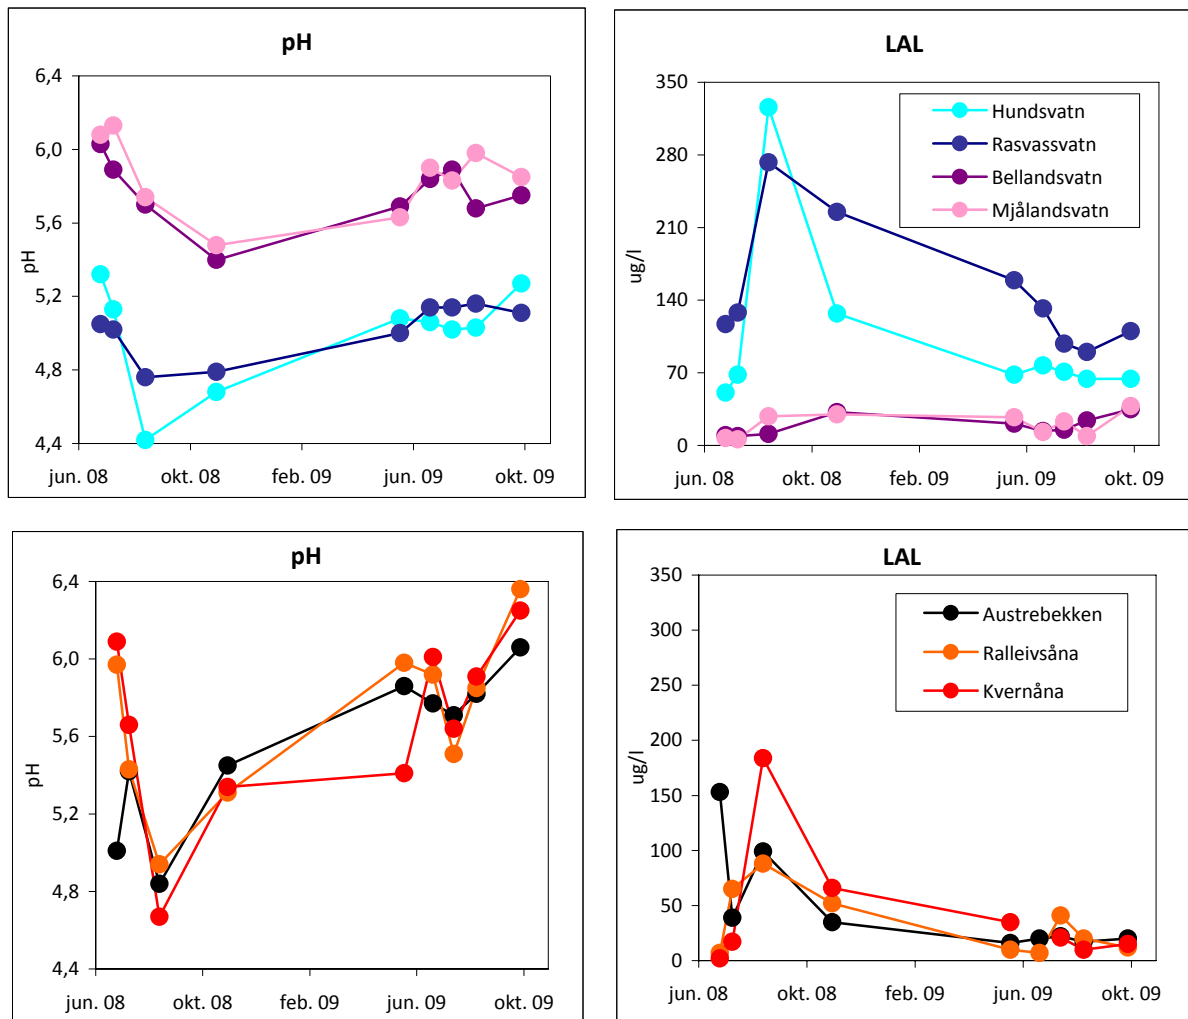 pH
6,4
6,0
5,6
5,2
4,8
4,4
pH
jun. 08 okt. 08 feb. 09 jun. 09 okt. 09
LAL
350
280
210
140
70
0
ug/l
Hundsvatn
Rasvassvatn
Bellandsvatn
Mjålandsvatn
jun. 08 okt. 08 feb. 09 jun. 09 okt. 09
pH
6,4
6,0
5,6
5,2
4,8
4,4
pH
jun. 08 okt. 08 feb. 09 jun. 09 okt. 09
LAL
350
300
250
200
150
100
50
0
ug/l
Austrebekken
Ralleivsåna
Kvernåna
jun. 08 okt. 08 feb. 09 jun. 09 okt. 09